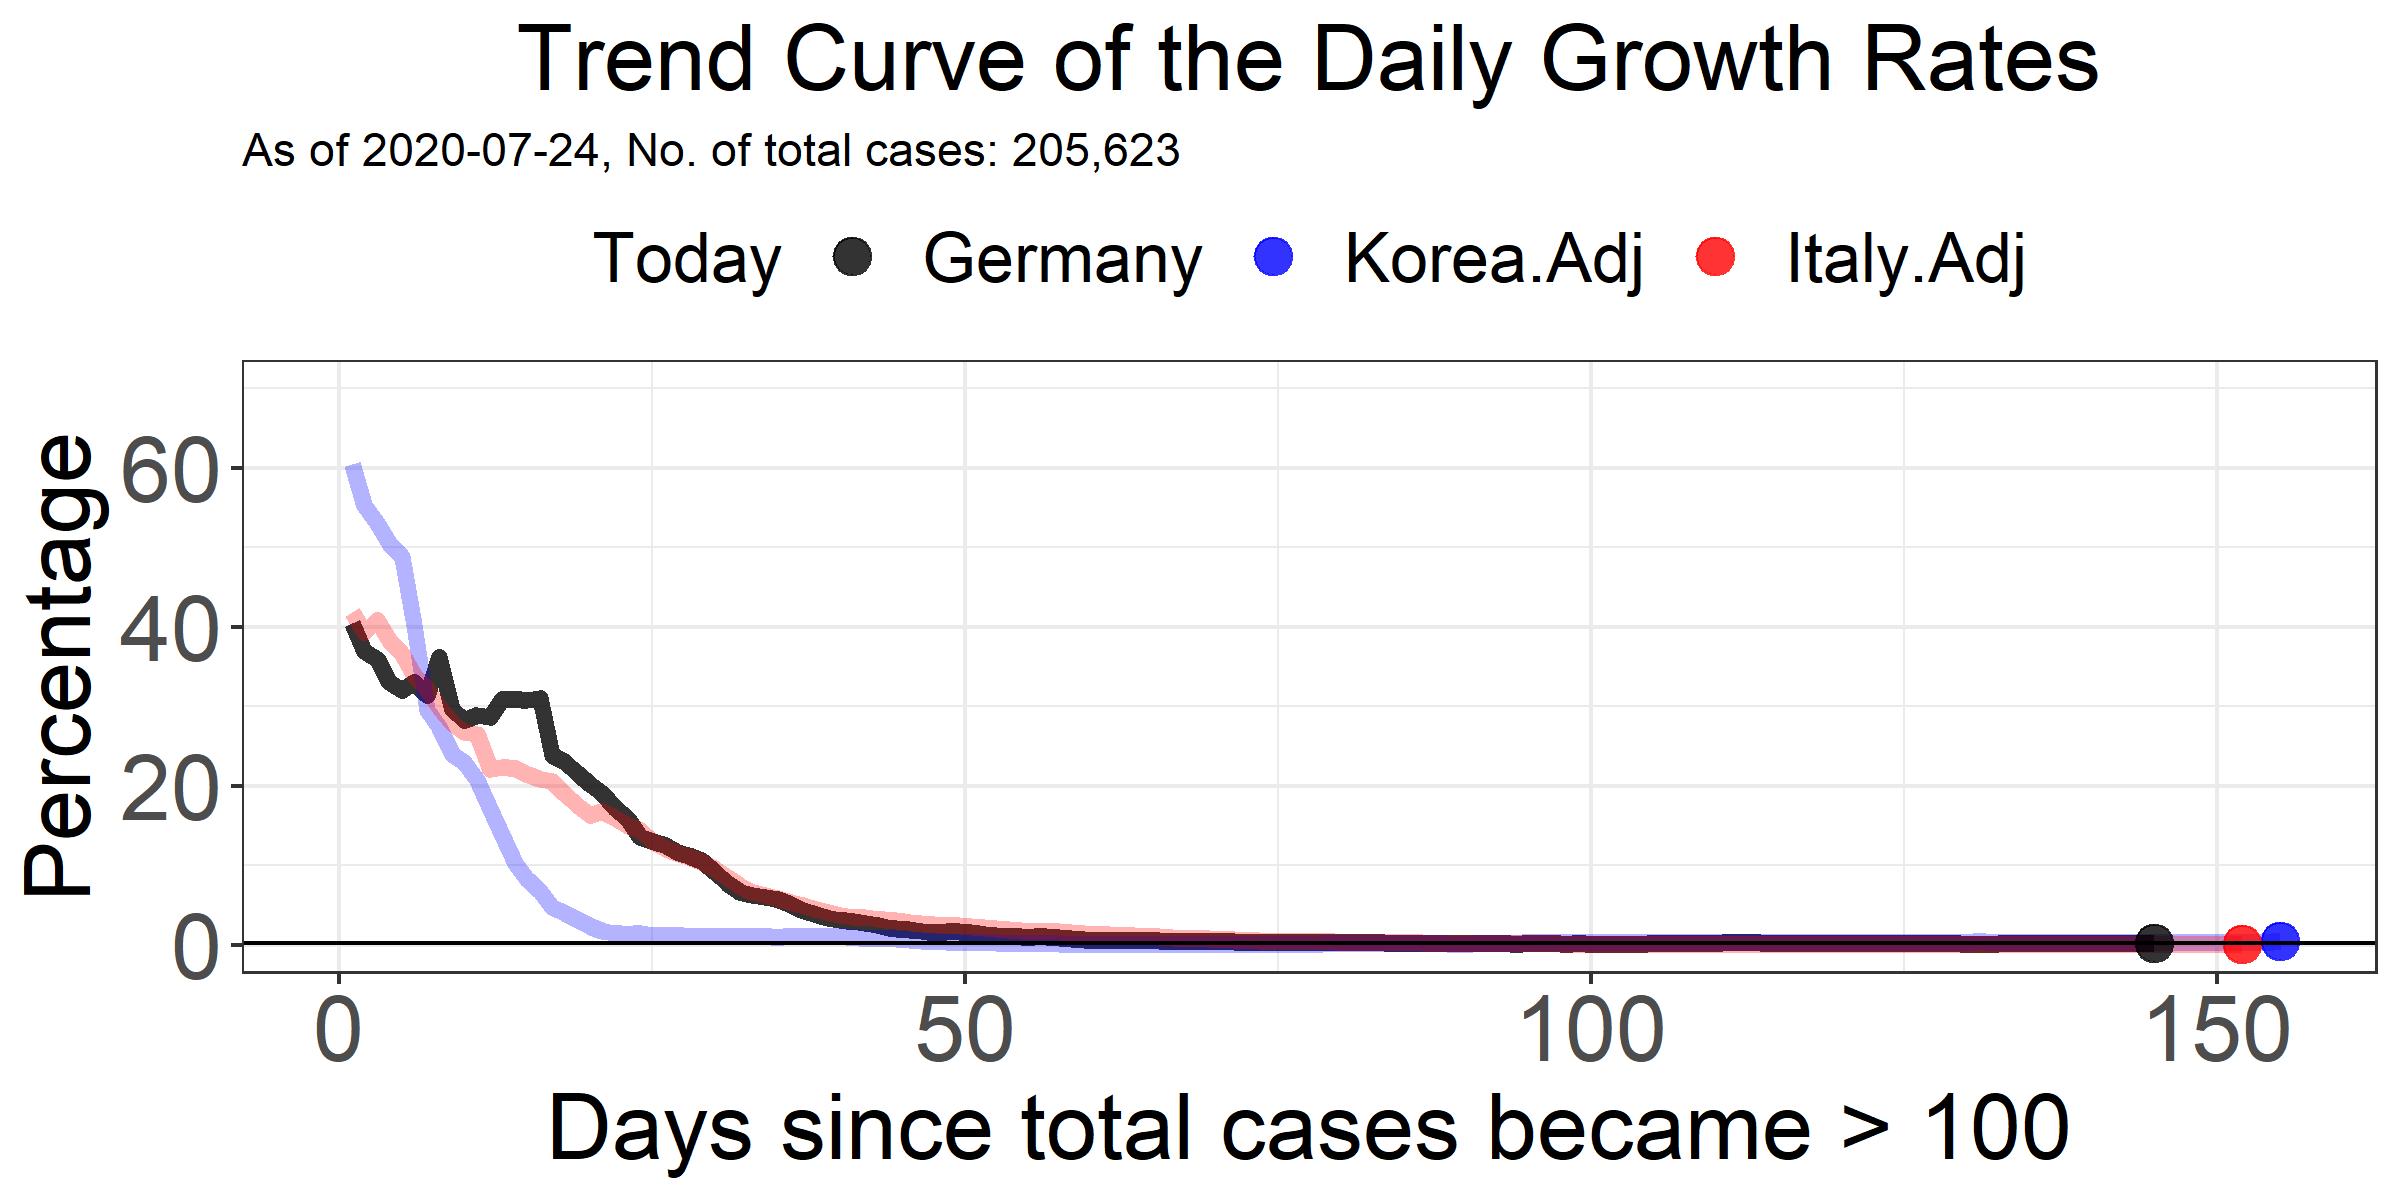 Trend Curve of the Daily Growth Rates
As of 2020-07-24, No. of total cases: 205,623
Today Germany Korea.Adj Italy.Adj
Percentage
60
40
20
0
0 50 100 150
Days since total cases became > 100